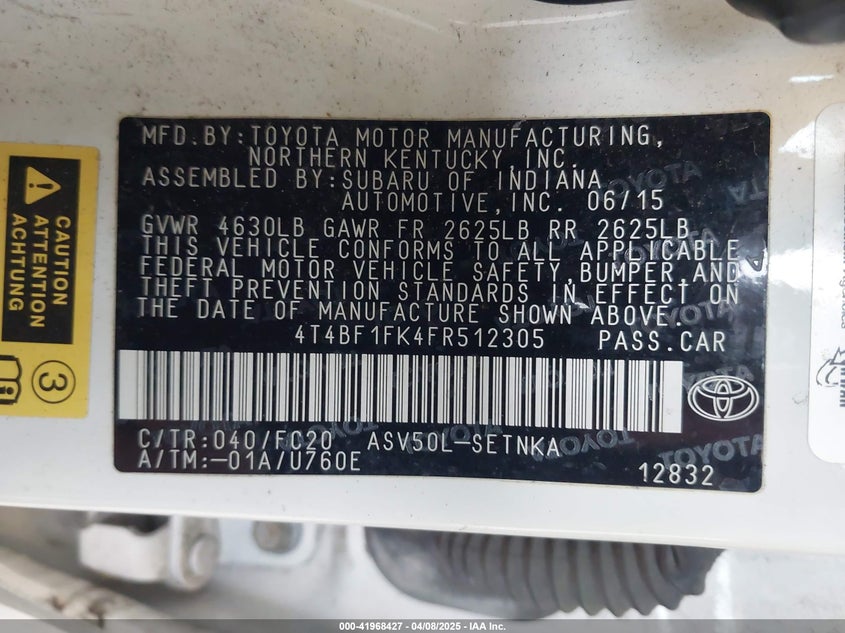 MFD.BY:TOYOTA MOTOR MANUFACTURING,
NORTHERN KENTUCKY, INC.
ASSEMBLED BY:SUBARU OF INDIANA
AUTOMOTIVE,INC. 06/15
GVWR 4630LB GAWR FR 2625LB RR 2625LB
THIS VEHICLE CONFORMS TO ALL APPLICABLE
FEDERAL MOTOR VEHICLE SAFETY,BUMPER,AND
THEFT PREVENTION STANDARDS IN EFFECT ON
THE DATE OF MANUFACTURE SHOWN ABOVE.
4T4BF1FK4FR512305 PASS.CAR
C/TR:040/FC20 ASV50L-SETNKA
A/TM:-01A/U760E
12832
CAUTION
ATTENTION
ACHTUNG
3
TOYOTA
000-41968427 - 04/08/2025 - IAA Inc.